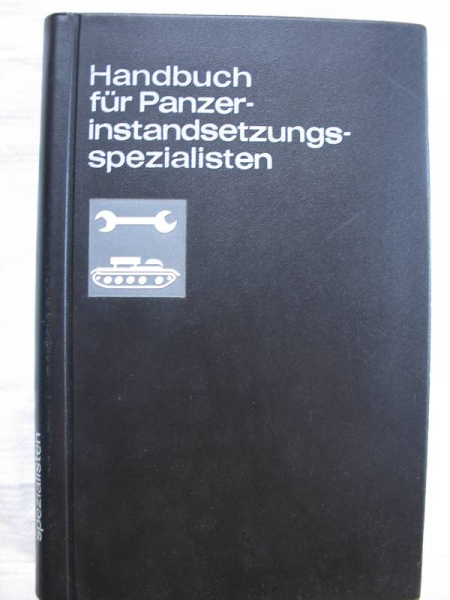 Handbuch
für Panzer-
instandsetzungs-
spezialisten
spezialisten